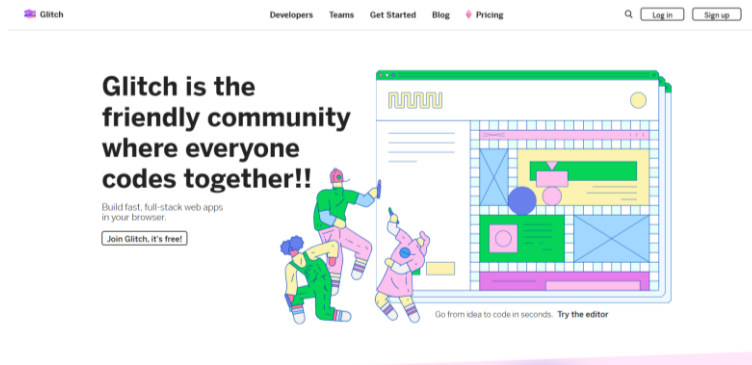 Glitch
Developers Teams Get Started Blog Pricing
Log in Sign up
Glitch is the
friendly community
where everyone
codes together!!
Build fast, full-stack web apps
in your browser.
Join Glitch, it's free!
Go from idea to code in seconds. Try the editor